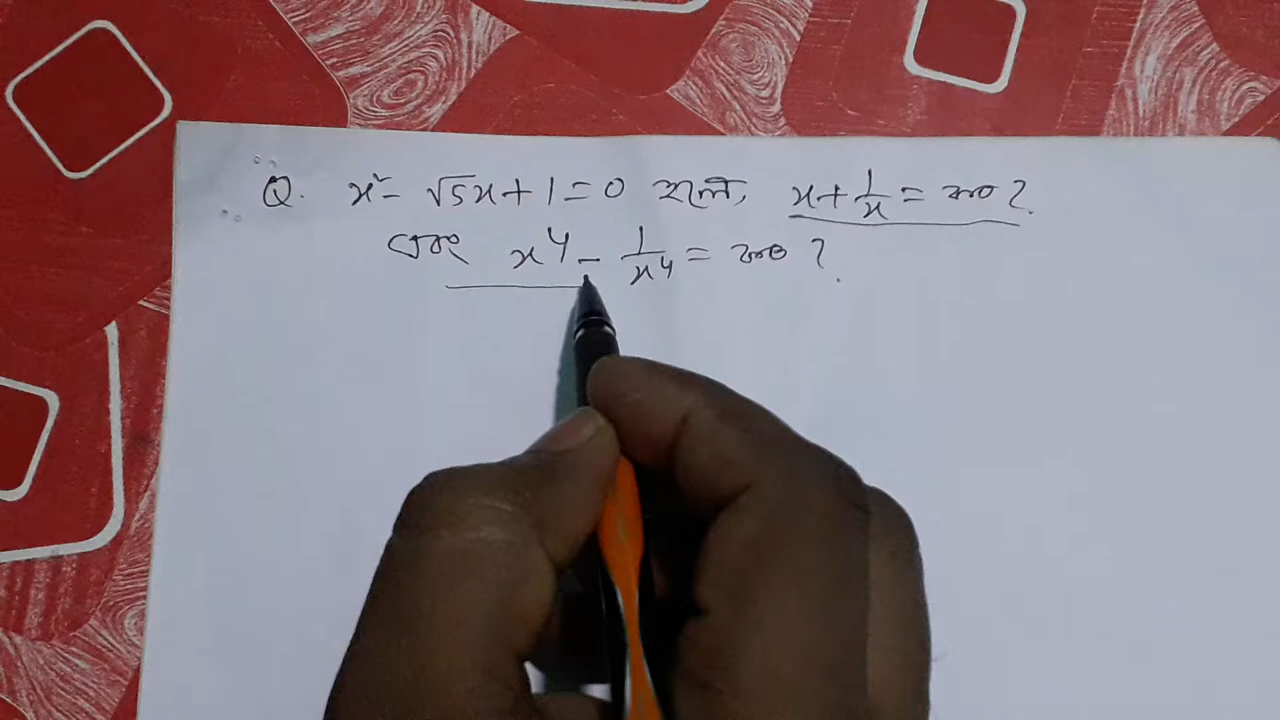 Q. x² - √5x + 1 = 0 হলে, x + 1/x = কত ?
এবং x⁴ - 1/x⁴ = কত ?